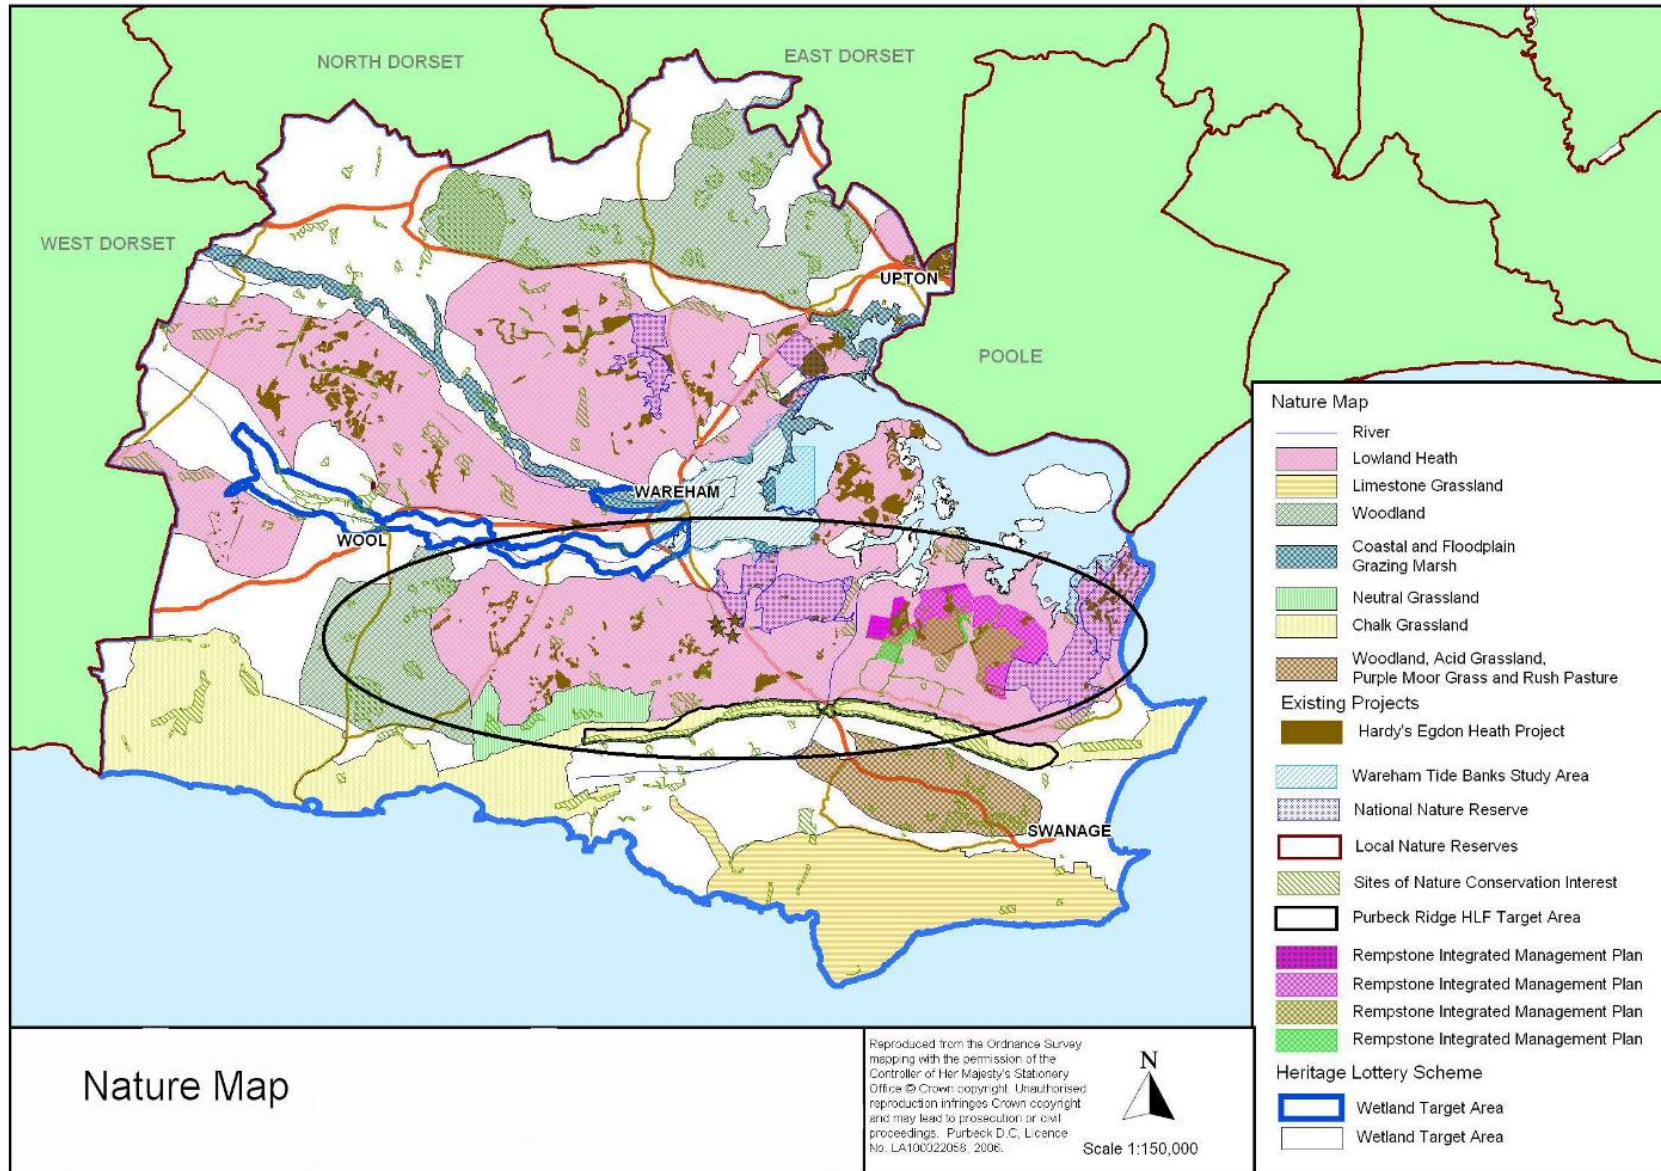 NORTH DORSET
EAST DORSET
WEST DORSET
UPTON
POOLE
WAREHAM
WOOL
SWANAGE
Nature Map
River
Lowland Heath
Limestone Grassland
Woodland
Coastal and Floodplain
Grazing Marsh
Neutral Grassland
Chalk Grassland
Woodland, Acid Grassland,
Purple Moor Grass and Rush Pasture
Existing Projects
Hardy's Egdon Heath Project
Wareham Tide Banks Study Area
National Nature Reserve
Local Nature Reserves
Sites of Nature Conservation Interest
Purbeck Ridge HLF Target Area
Rempstone Integrated Management Plan
Rempstone Integrated Management Plan
Rempstone Integrated Management Plan
Rempstone Integrated Management Plan
Heritage Lottery Scheme
Wetland Target Area
Wetland Target Area
Nature Map
Reproduced from the Ordnance Survey
mapping with the permission of the
Controller of Her Majesty's Stationery
Office © Crown copyright. Unauthorised
reproduction infringes Crown copyright
and may lead to prosecution or civil
proceedings. Purbeck D.C, Licence
No. LA100022058, 2006.
N
Scale 1:150,000